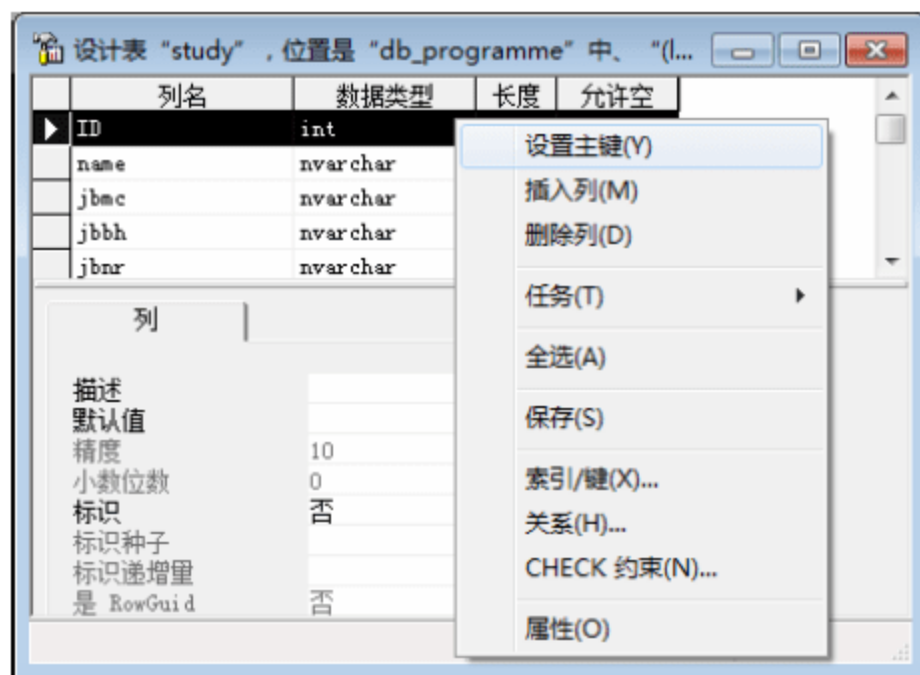 设计表 “study” , 位置是 “db_programme” 中、 “(l...
列名 数据类型 长度 允许空
ID int
name nvarchar
jbmc nvarchar
jbbh nvarchar
jbnr nvarchar
设置主键(Y)
插入列(M)
删除列(D)
任务(T)
全选(A)
保存(S)
索引/键(X)...
关系(H)...
CHECK 约束(N)...
属性(O)
列
描述
默认值
精度 10
小数位数 0
标识 否
标识种子
标识递增量
是 RowGuid 否